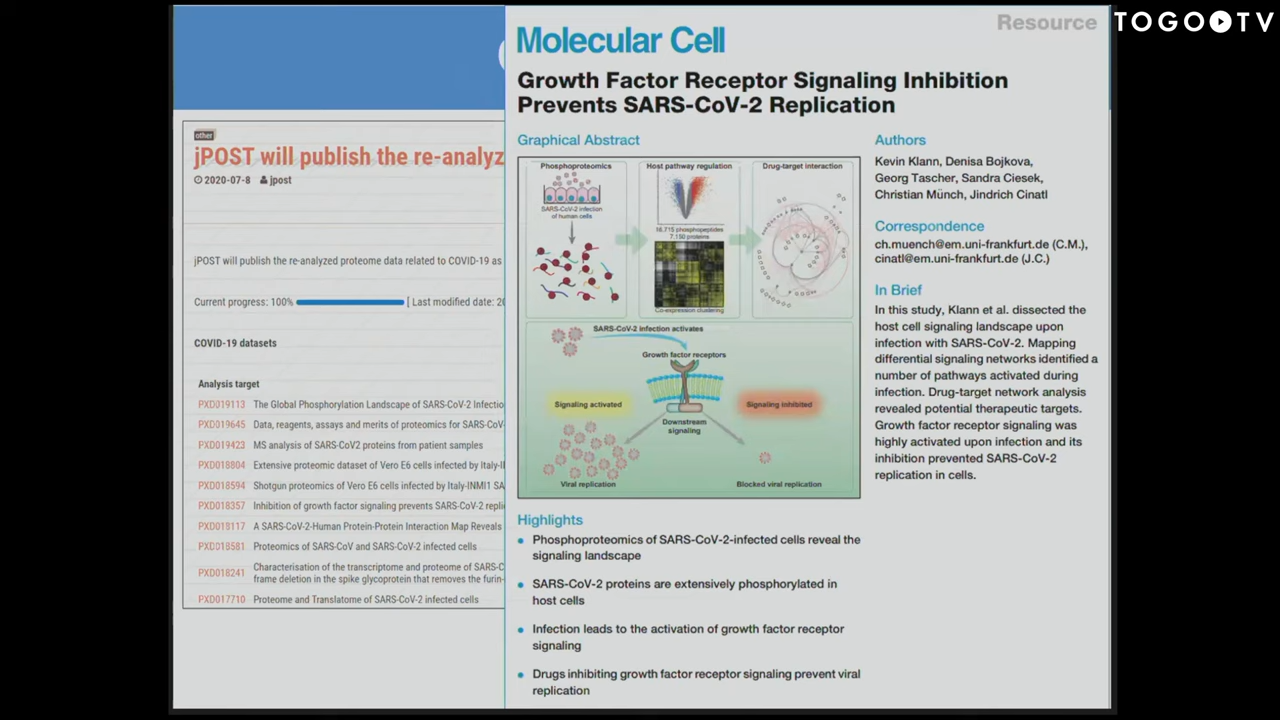 TOGO TV
other
jPOST will publish the re-analyz
2020-07-8 jpost
jPOST will publish the re-analyzed proteome data related to COVID-19 as
Current progress: 100% Last modified date: 20
COVID-19 datasets
Analysis target
PXD019113 The Global Phosphorylation Landscape of SARS-CoV-2 Infectio
PXD019645 Data, reagents, assays and merits of proteomics for SARS-CoV-
PXD019423 MS analysis of SARS-CoV2 proteins from patient samples
PXD018804 Extensive proteomic dataset of Vero E6 cells infected by Italy-I
PXD018594 Shotgun proteomics of Vero E6 cells infected by Italy-INMI1 SA
PXD018357 Inhibition of growth factor signaling prevents SARS-CoV-2 repli
PXD018117 A SARS-CoV-2-Human Protein-Protein Interaction Map Reveals
PXD018581 Proteomics of SARS-CoV and SARS-CoV-2 infected cells
PXD018241 Characterisation of the transcriptome and proteome of SARS-C
frame deletion in the spike glycoprotein that removes the furin-
PXD017710 Proteome and Translatome of SARS-CoV-2 infected cells
Resource
Molecular Cell
Growth Factor Receptor Signaling Inhibition
Prevents SARS-CoV-2 Replication
Graphical Abstract
Phosphoproteomics
SARS-CoV-2 infection
of human cells
Host pathway regulation
16,715 phosphopeptides
7,150 proteins
Co-expression clustering
Drug-target interaction
SARS-CoV-2 infection activates
Growth factor receptors
Signaling activated
Signaling inhibited
Downstream
signaling
Viral replication
Blocked viral replication
Highlights
Phosphoproteomics of SARS-CoV-2-infected cells reveal the
signaling landscape
SARS-CoV-2 proteins are extensively phosphorylated in
host cells
Infection leads to the activation of growth factor receptor
signaling
Drugs inhibiting growth factor receptor signaling prevent viral
replication
Authors
Kevin Klann, Denisa Bojkova,
Georg Tascher, Sandra Ciesek,
Christian Münch, Jindrich Cinatl
Correspondence
ch.muench@em.uni-frankfurt.de (C.M.),
cinatl@em.uni-frankfurt.de (J.C.)
In Brief
In this study, Klann et al. dissected the
host cell signaling landscape upon
infection with SARS-CoV-2. Mapping
differential signaling networks identified a
number of pathways activated during
infection. Drug-target network analysis
revealed potential therapeutic targets.
Growth factor receptor signaling was
highly activated upon infection and its
inhibition prevented SARS-CoV-2
replication in cells.